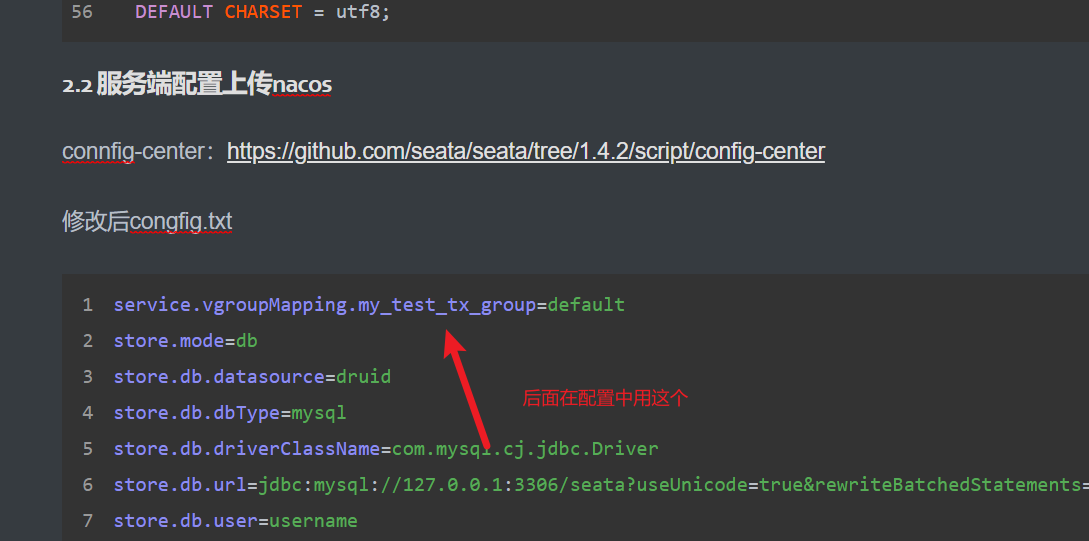 56 DEFAULT CHARSET = utf8;
2.2 服务端配置上传nacos
connfig-center：https://github.com/seata/seata/tree/1.4.2/script/config-center
修改后congfig.txt
1 service.vgroupMapping.my_test_tx_group=default
2 store.mode=db
3 store.db.datasource=druid
后面在配置中用这个
4 store.db.dbType=mysql
5 store.db.driverClassName=com.mysql.cj.jdbc.Driver
6 store.db.url=jdbc:mysql://127.0.0.1:3306/seata?useUnicode=true&rewriteBatchedStatements=
7 store.db.user=username